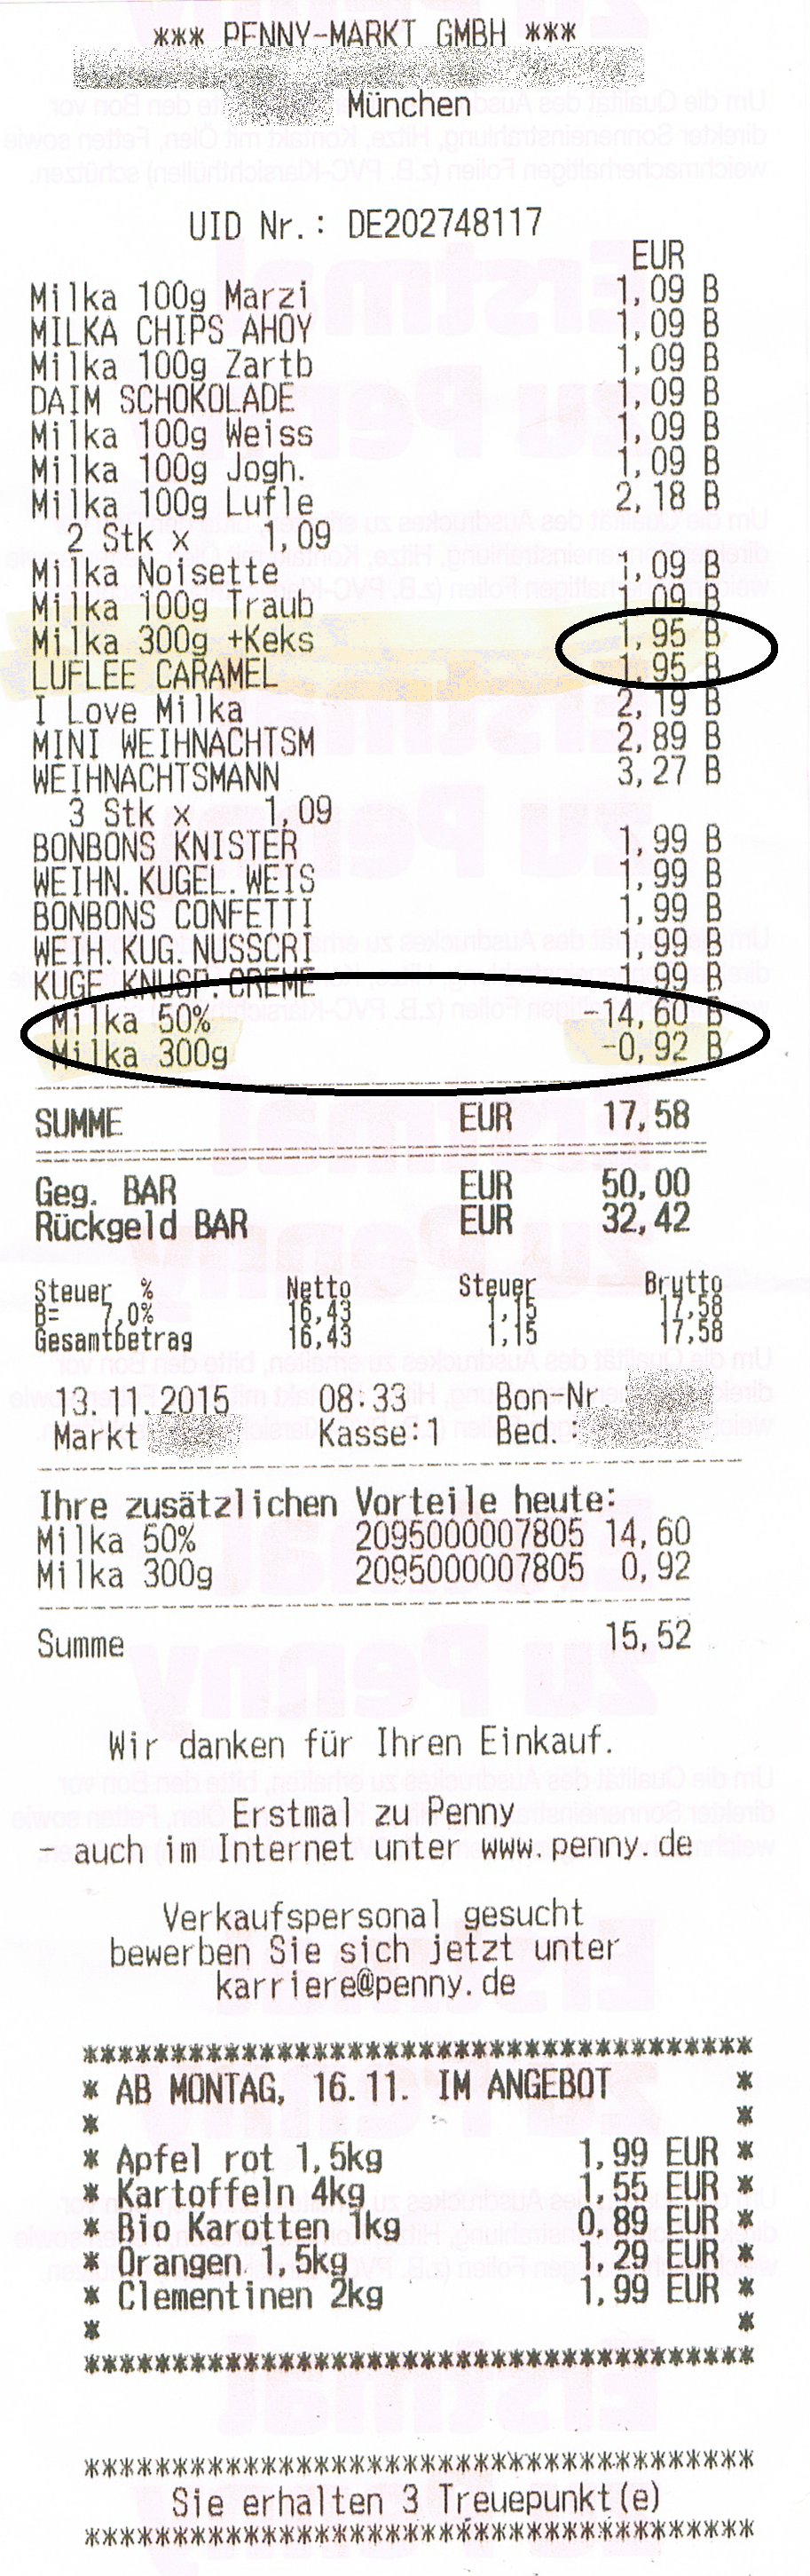 *** PENNY-MARKT GMBH ***
München
UID Nr.: DE202748117
EUR
Milka 100g Marzi 1,09 B
MILKA CHIPS AHOY 1,09 B
Milka 100g Zartb 1,09 B
DAIM SCHOKOLADE 1,09 B
Milka 100g Weiss 1,09 B
Milka 100g Jogh. 1,09 B
Milka 100g Lufle 2,18 B
2 Stk x 1,09
Milka Noisette 1,09 B
Milka 100g Traub 1,09 B
Milka 300g +Keks 1,95 B
LUFLEE CARAMEL 1,95 B
I Love Milka 2,19 B
MINI WEIHNACHTSM 2,89 B
WEIHNACHTSMANN 3,27 B
3 Stk x 1,09
BONBONS KNISTER 1,99 B
WEIHN.KUGEL.WEIS 1,99 B
BONBONS CONFETTI 1,99 B
WEIH.KUG.NUSSCRI 1,99 B
KUGE.KNUSP.CREME 1,99 B
Milka 50% -14,60 B
Milka 300g -0,92 B
SUMME EUR 17,58
Geg. BAR EUR 50,00
Rückgeld BAR EUR 32,42
Steuer % Netto Steuer Brutto
B= 7,0% 16,43 1,15 17,58
Gesamtbetrag 16,43 1,15 17,58
13.11.2015 08:33 Bon-Nr.
Markt Kasse:1 Bed.
Ihre zusätzlichen Vorteile heute:
Milka 50% 2095000007805 14,60
Milka 300g 2095000007805 0,92
Summe 15,52
Wir danken für Ihren Einkauf.
Erstmal zu Penny
- auch im Internet unter www.penny.de
Verkaufspersonal gesucht
bewerben Sie sich jetzt unter
karriere@penny.de
******************************************
* AB MONTAG, 16.11. IM ANGEBOT *
* *
* Apfel rot 1,5kg 1,99 EUR *
* Kartoffeln 4kg 1,55 EUR *
* Bio Karotten 1kg 0,89 EUR *
* Orangen 1,5kg 1,29 EUR *
* Clementinen 2kg 1,99 EUR *
* *
******************************************
******************************************
Sie erhalten 3 Treuepunkt(e)
******************************************